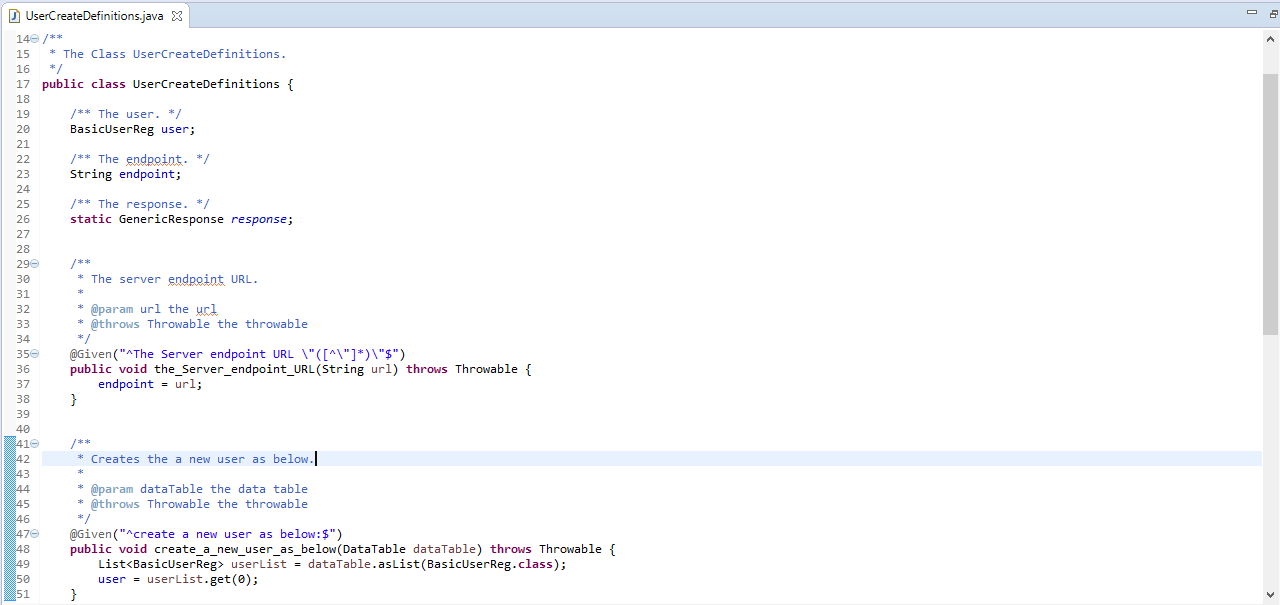 UserCreateDefinitions.java
14 /**
15  * The Class UserCreateDefinitions.
16  */
17 public class UserCreateDefinitions {
18
19     /** The user. */
20     BasicUserReg user;
21
22     /** The endpoint. */
23     String endpoint;
24
25     /** The response. */
26     static GenericResponse response;
27
28
29     /**
30      * The server endpoint URL.
31      *
32      * @param url the url
33      * @throws Throwable the throwable
34      */
35     @Given("^The Server endpoint URL \"([^\"]*)\"$")
36     public void the_Server_endpoint_URL(String url) throws Throwable {
37         endpoint = url;
38     }
39
40
41     /**
42      * Creates the a new user as below.
43      *
44      * @param dataTable the data table
45      * @throws Throwable the throwable
46      */
47     @Given("^create a new user as below:$")
48     public void create_a_new_user_as_below(DataTable dataTable) throws Throwable {
49         List<BasicUserReg> userList = dataTable.asList(BasicUserReg.class);
50         user = userList.get(0);
51     }